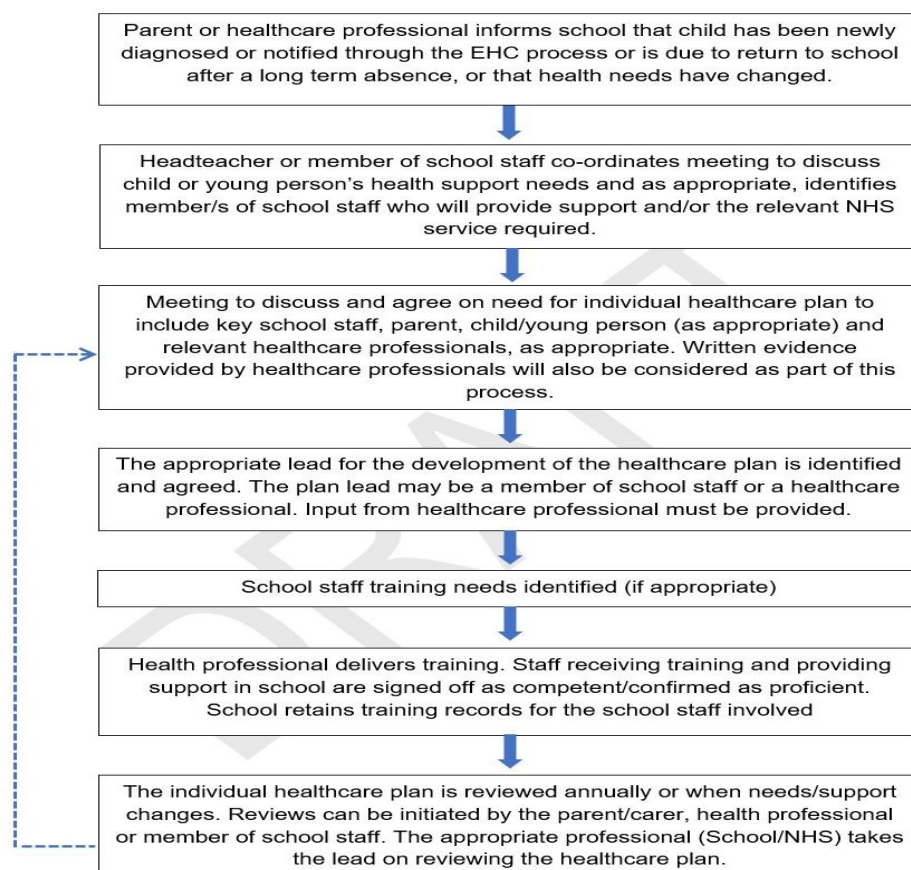 Parent or healthcare professional informs school that child has been newly
diagnosed or notified through the EHC process or is due to return to school
after a long term absence, or that health needs have changed.
Headteacher or member of school staff co-ordinates meeting to discuss
child or young person's health support needs and as appropriate, identifies
member/s of school staff who will provide support and/or the relevant NHS
service required.
Meeting to discuss and agree on need for individual healthcare plan to
include key school staff, parent, child/young person (as appropriate) and
relevant healthcare professionals, as appropriate. Written evidence
provided by healthcare professionals will also be considered as part of this
process.
The appropriate lead for the development of the healthcare plan is identified
and agreed. The plan lead may be a member of school staff or a healthcare
professional. Input from healthcare professional must be provided.
School staff training needs identified (if appropriate)
Health professional delivers training. Staff receiving training and providing
support in school are signed off as competent/confirmed as proficient.
School retains training records for the school staff involved
The individual healthcare plan is reviewed annually or when needs/support
changes. Reviews can be initiated by the parent/carer, health professional
or member of school staff. The appropriate professional (School/NHS) takes
the lead on reviewing the healthcare plan.
DRAFT